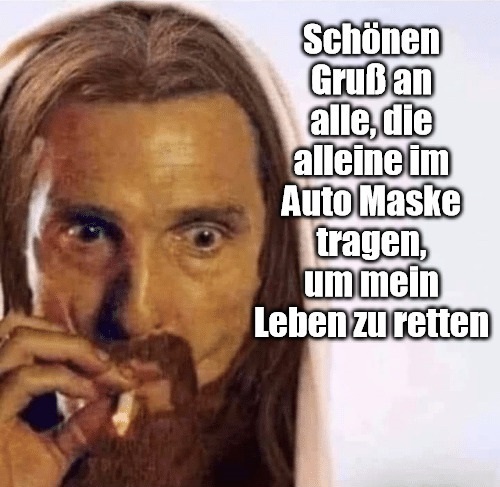 Schönen
Gruß an
alle, die
alleine im
Auto Maske
tragen,
um mein
Leben zu retten